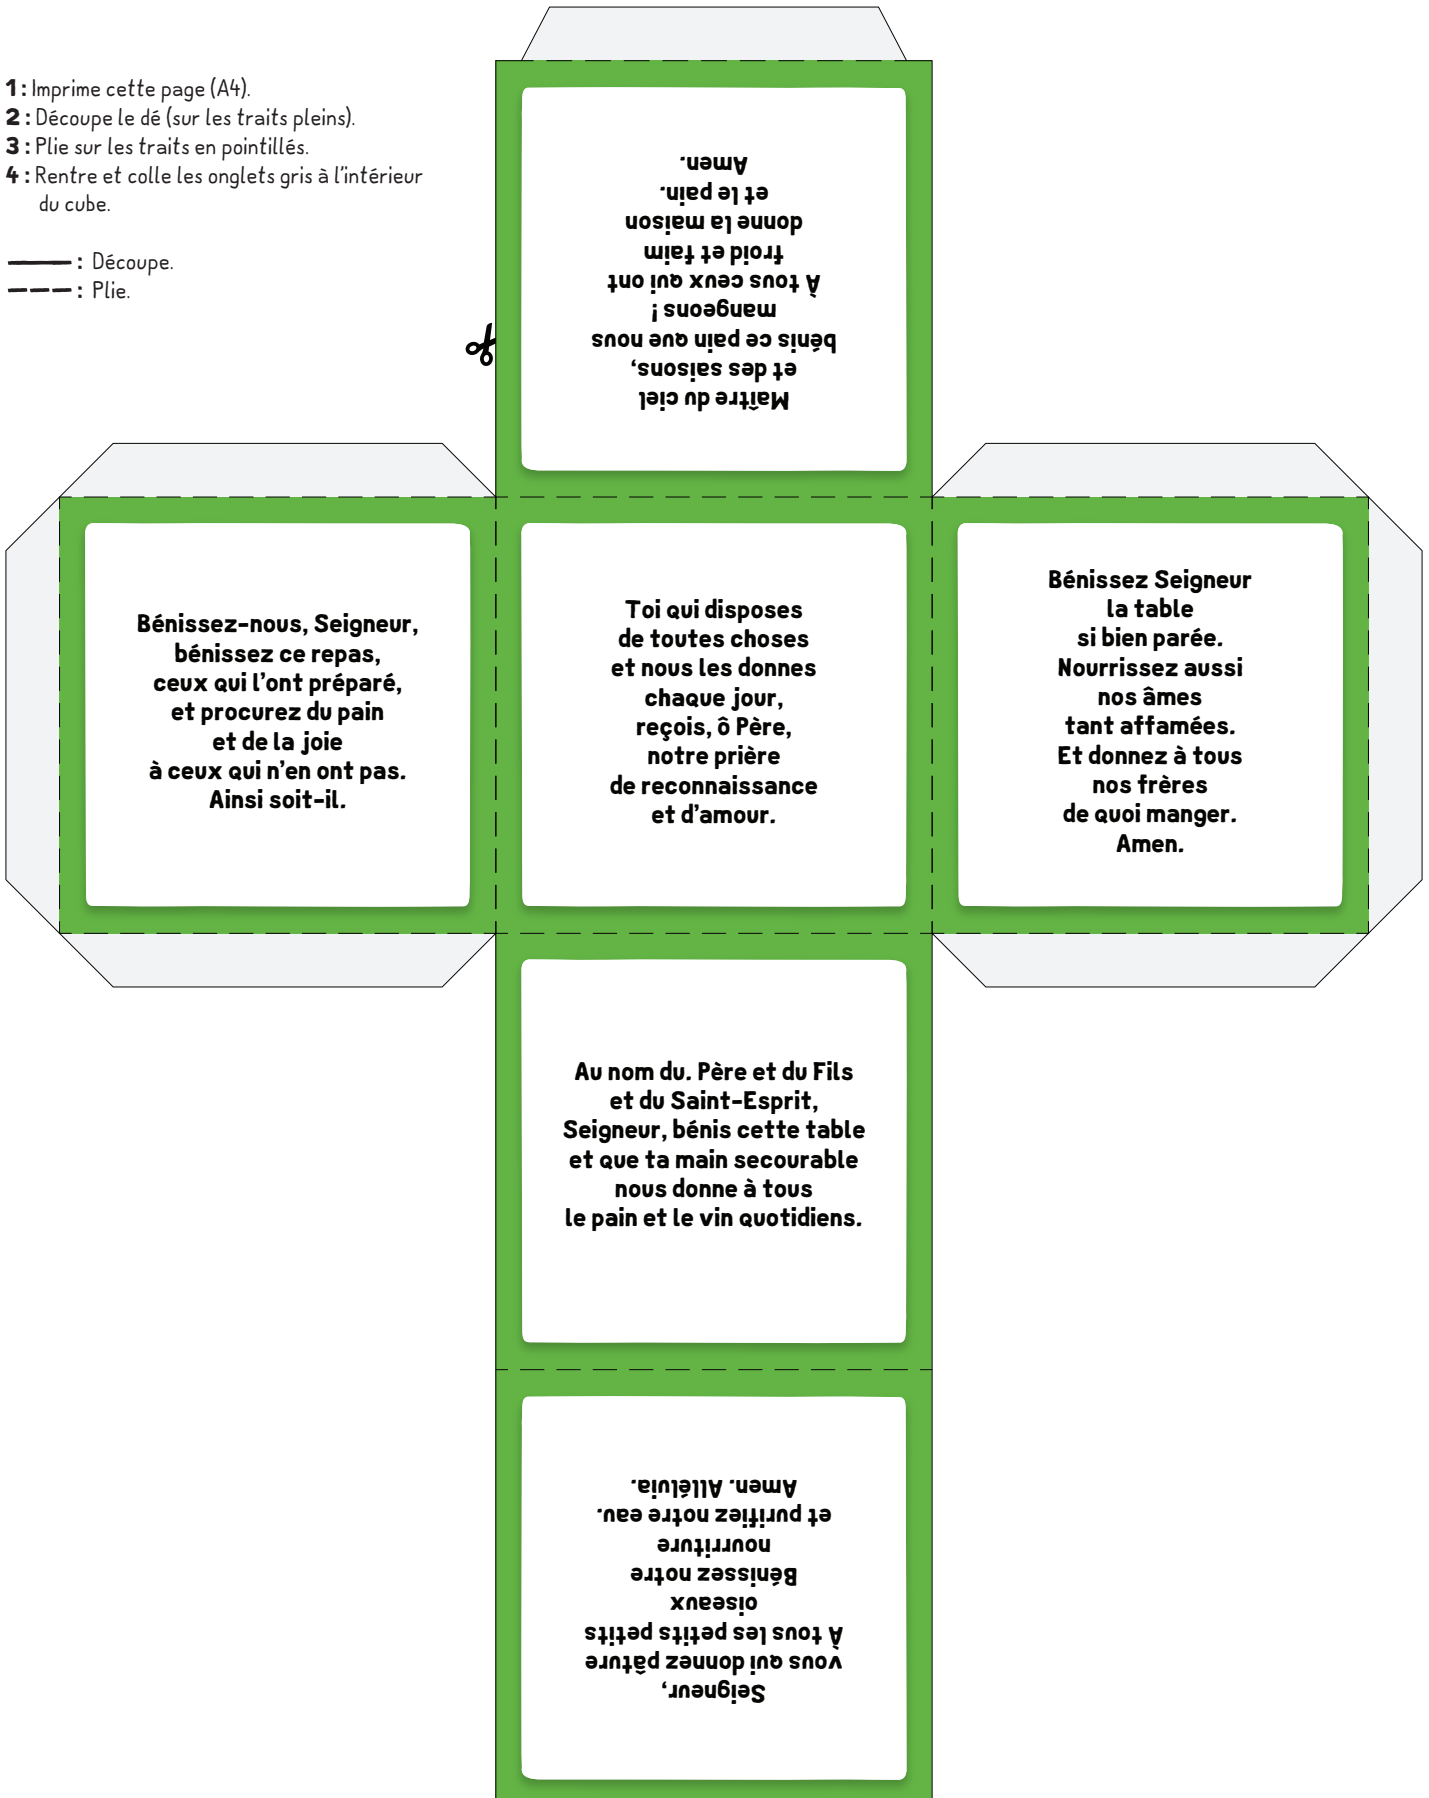 1 : Imprime cette page (A4).
2 : Découpe le dé (sur les traits pleins).
3 : Plie sur les traits en pointillés.
4 : Rentre et colle les onglets gris à l'intérieur
du cube.
: Découpe.
: Plie.
Maître du ciel
et des saisons,
bénis ce pain que nous
mangeons !
À tous ceux qui ont
froid et faim
donne la maison
et le pain.
Amen.
Bénissez-nous, Seigneur,
bénissez ce repas,
ceux qui l'ont préparé,
et procurez du pain
et de la joie
à ceux qui n'en ont pas.
Ainsi soit-il.
Toi qui disposes
de toutes choses
et nous les donnes
chaque jour,
reçois, ô Père,
notre prière
de reconnaissance
et d'amour.
Bénissez Seigneur
la table
si bien parée.
Nourrissez aussi
nos âmes
tant affamées.
Et donnez à tous
nos frères
de quoi manger.
Amen.
Au nom du. Père et du Fils
et du Saint-Esprit,
Seigneur, bénis cette table
et que ta main secourable
nous donne à tous
le pain et le vin quotidiens.
Seigneur,
vous qui donnez pâture
À tous les petits petits
oiseaux
Bénissez notre
nourriture
et purifiez notre eau.
Amen. Alléluia.